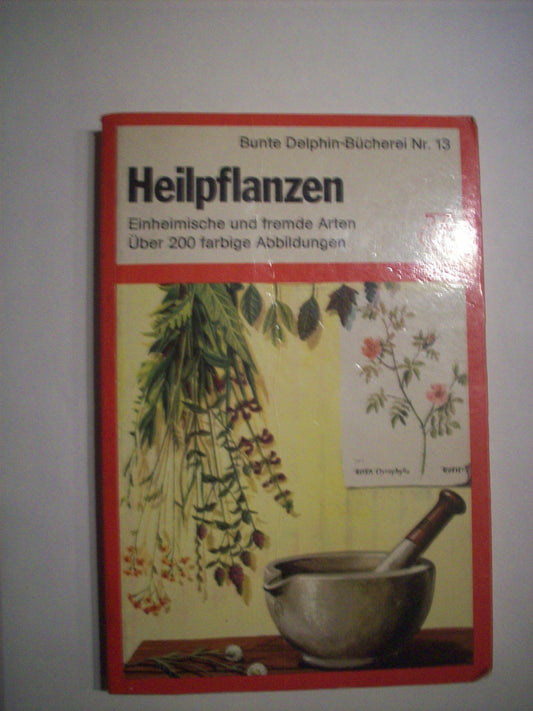 Bunte Delphin-Bücherei Nr. 13
Heilpflanzen
Einheimische und fremde Arten
Über 200 farbige Abbildungen